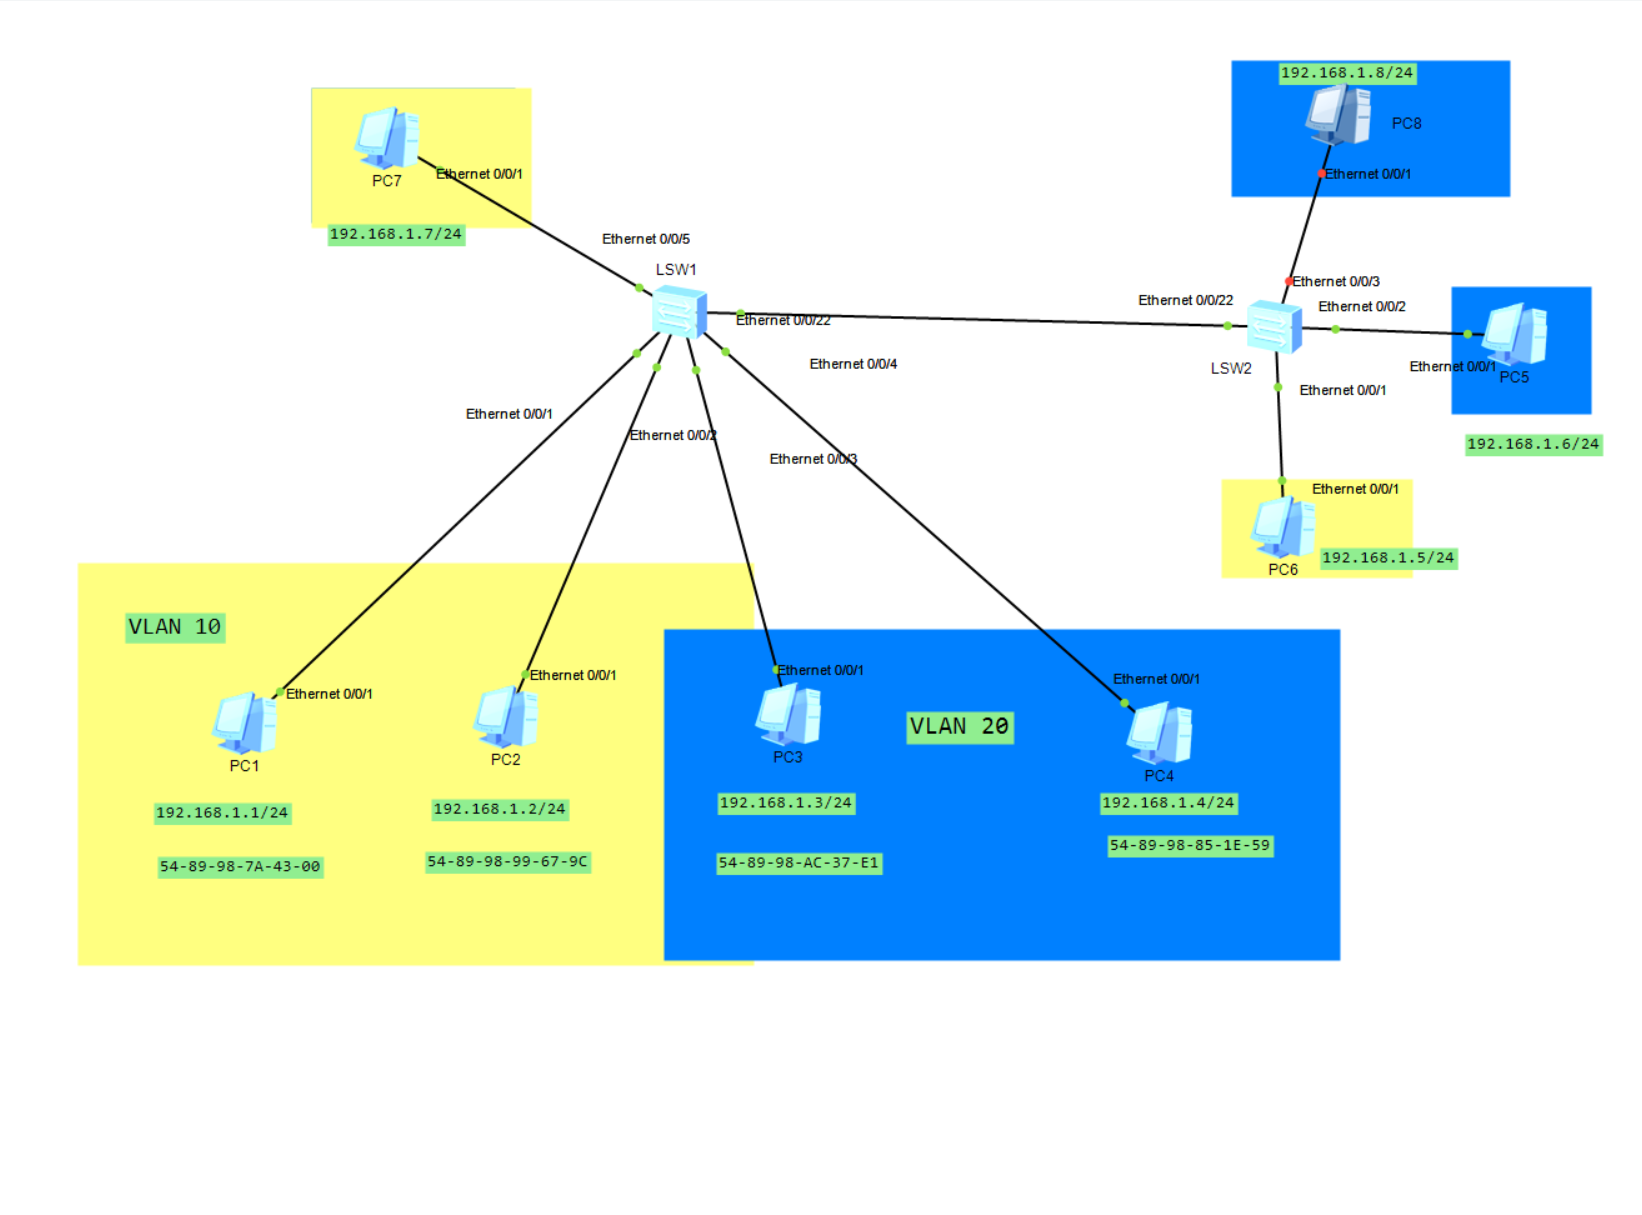 192.168.1.8/24
PC8
Ethernet 0/0/1
PC7
Ethernet 0/0/1
192.168.1.7/24
Ethernet 0/0/5
LSW1
Ethernet 0/0/22
Ethernet 0/0/4
Ethernet 0/0/1
Ethernet 0/0/2
Ethernet 0/0/3
Ethernet 0/0/22
Ethernet 0/0/3
Ethernet 0/0/2
LSW2
Ethernet 0/0/1
PC5
Ethernet 0/0/1
192.168.1.6/24
Ethernet 0/0/1
192.168.1.5/24
PC6
VLAN 10
Ethernet 0/0/1
Ethernet 0/0/1
PC1
PC2
192.168.1.1/24
192.168.1.2/24
54-89-98-7A-43-00
54-89-98-99-67-9C
Ethernet 0/0/1
Ethernet 0/0/1
VLAN 20
PC3
PC4
192.168.1.3/24
192.168.1.4/24
54-89-98-AC-37-E1
54-89-98-85-1E-59